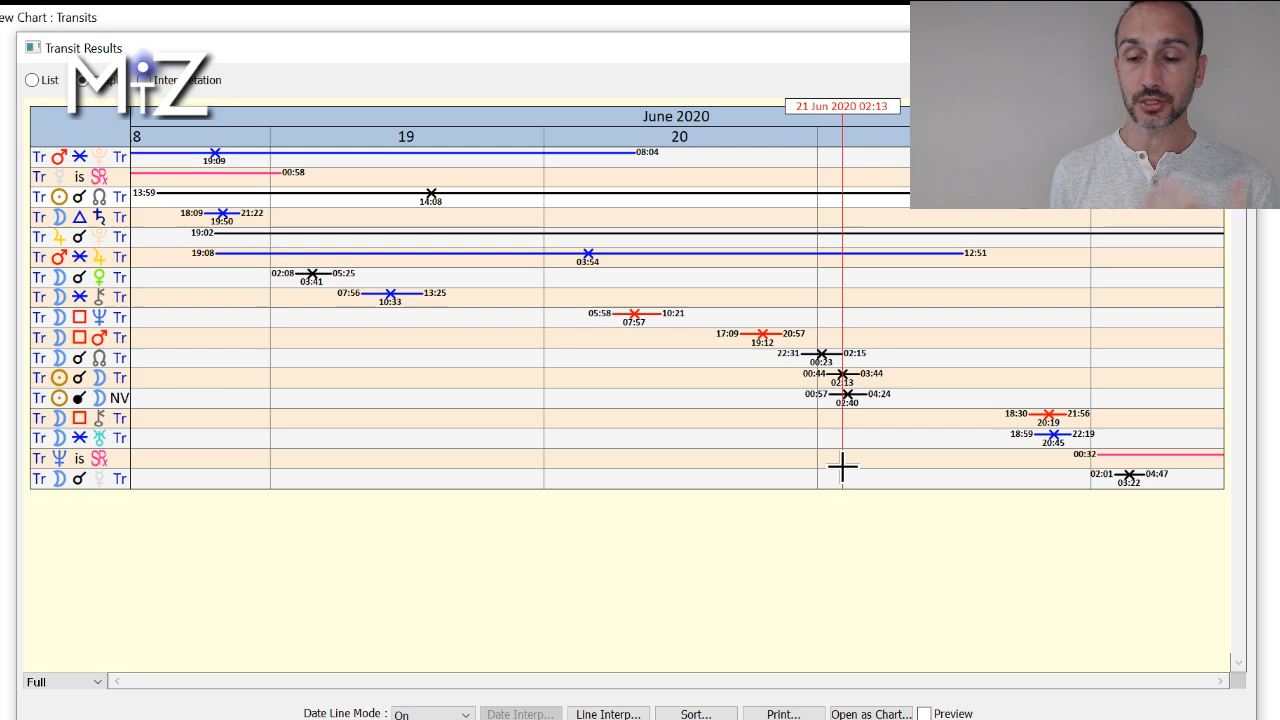 ew Chart : Transits
Transit Results
MiZ
List Interpretation
21 Jun 2020 02:13
June 2020
8 19 20
Tr Tr 19:09 08:04
Tr is SR 00:58
Tr Tr 13:59 14:08
Tr Tr 18:09 19:50 21:22
Tr Tr 19:02
Tr Tr 19:08 03:54 12:51
Tr Tr 02:08 03:41 05:25
Tr Tr 07:56 10:33 13:25
Tr Tr 05:58 07:57 10:21
Tr Tr 17:09 19:12 20:57
Tr Tr 22:31 00:23 02:15
Tr Tr 00:44 02:13 03:44
Tr NV 00:57 02:40 04:24
Tr Tr 18:30 20:19 21:56
Tr Tr 18:59 20:45 22:19
Tr is SR 00:32
Tr Tr 02:01 03:22 04:47
Full
Date Line Mode : On Date Interp... Line Interp... Sort... Print... Open as Chart... Preview